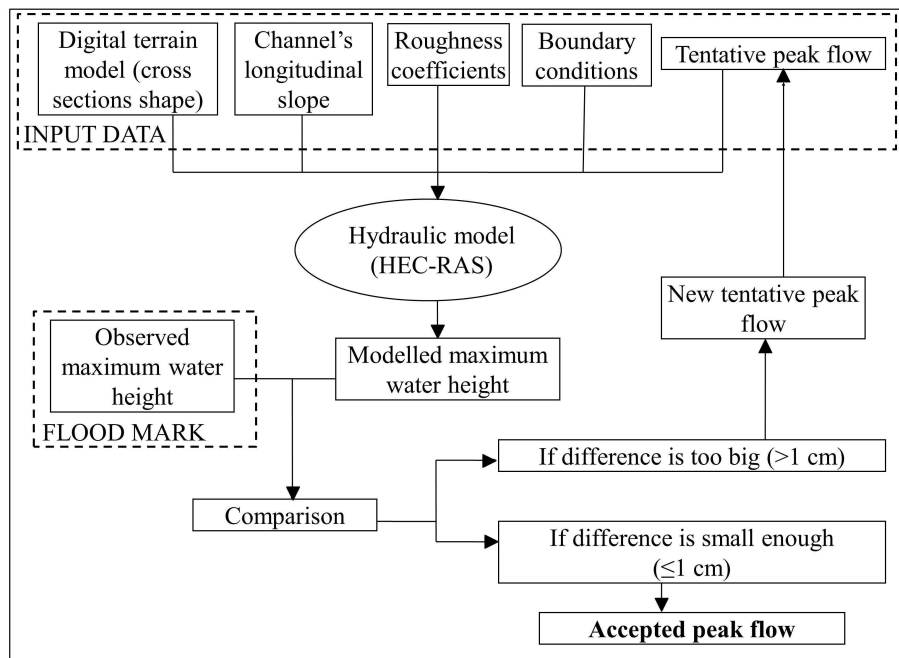 Digital terrain
model (cross
sections shape)
Channel's
longitudinal
slope
Roughness
coefficients
Boundary
conditions
Tentative peak flow
INPUT DATA
Hydraulic model
(HEC-RAS)
New tentative peak
flow
Observed
maximum water
height
FLOOD MARK
Modelled maximum
water height
If difference is too big (>1 cm)
Comparison
If difference is small enough
(≤1 cm)
Accepted peak flow